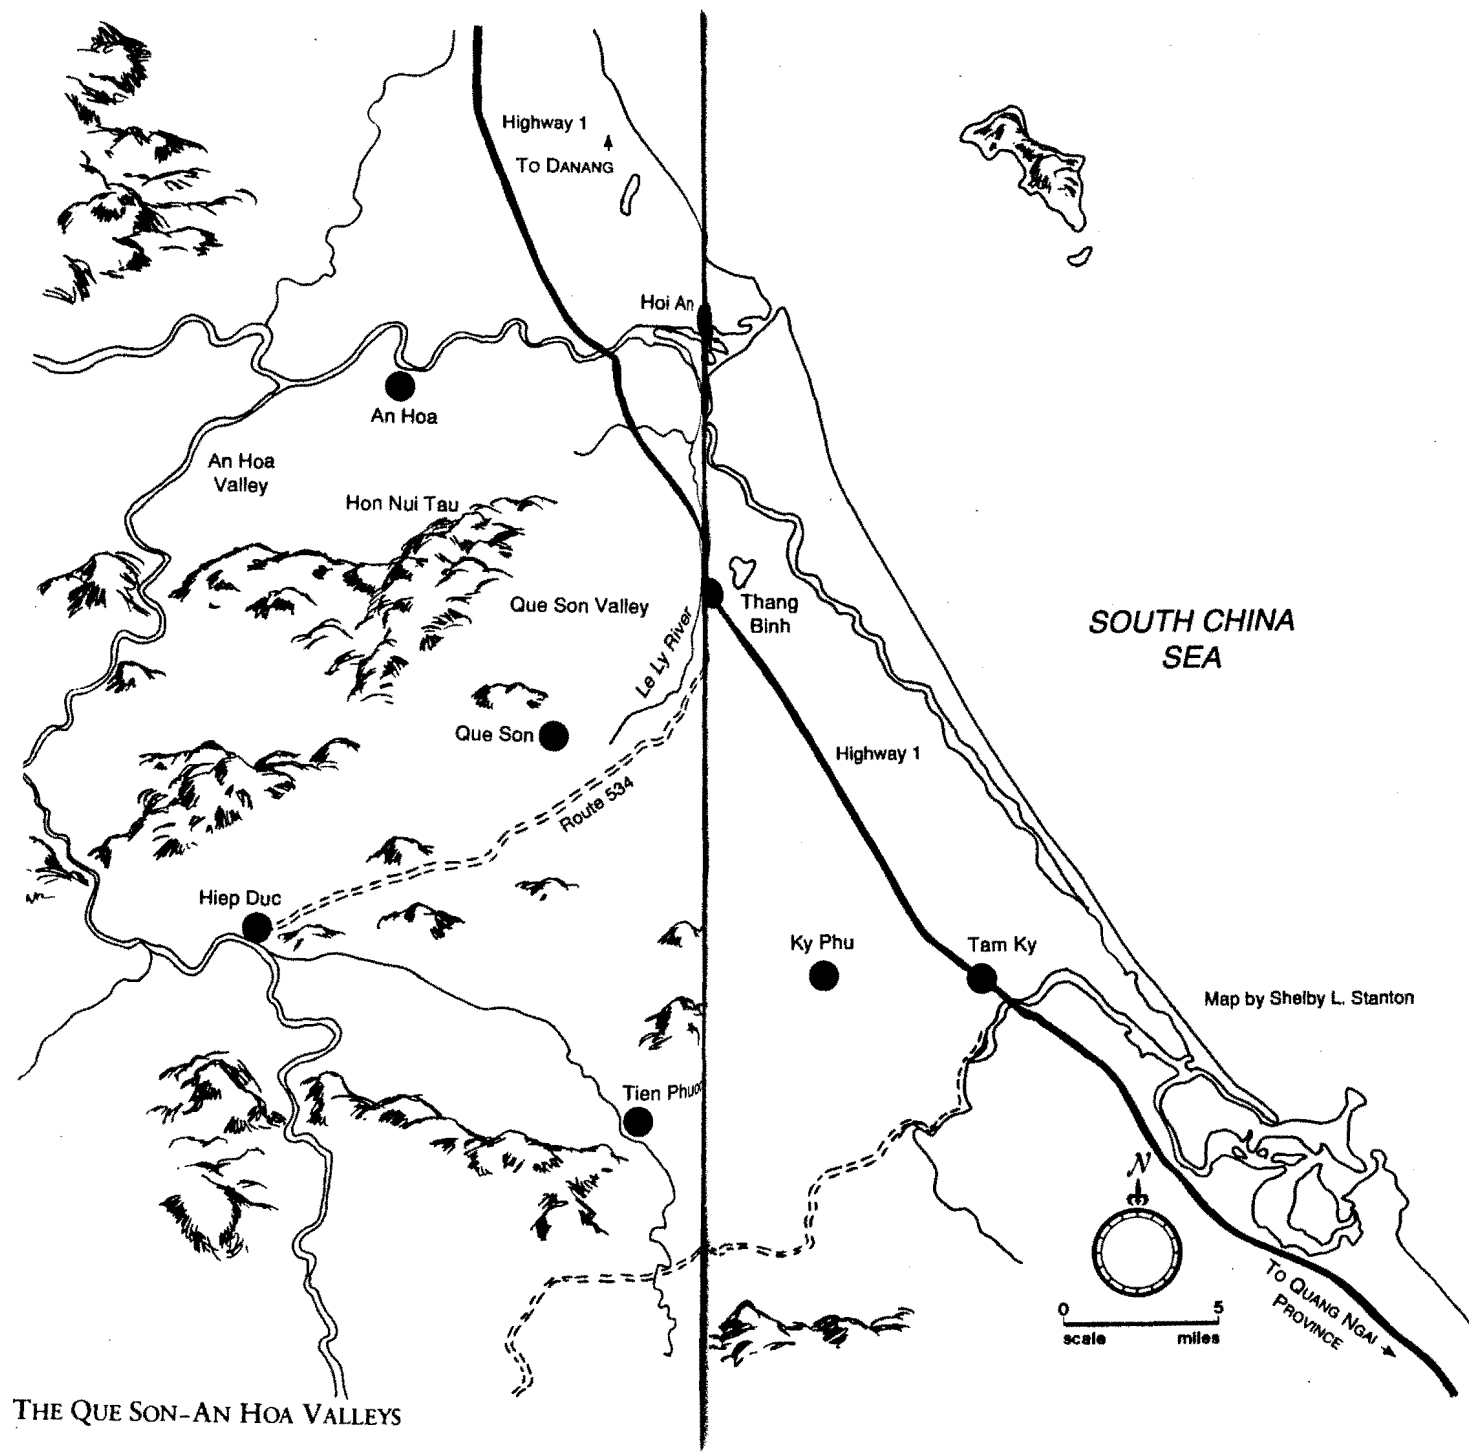 Highway 1
TO DANANG
Hoi An
An Hoa
An Hoa
Valley
Hon Nui Tau
Que Son Valley
Thang
Binh
Le Ly River
SOUTH CHINA
SEA
Que Son
Highway 1
Route 534
Hiep Duc
Ky Phu
Tam Ky
Map by Shelby L. Stanton
Tien Phuoc
N
TO QUANG NGAI
PROVINCE
0 5
scale miles
THE QUE SON–AN HOA VALLEYS